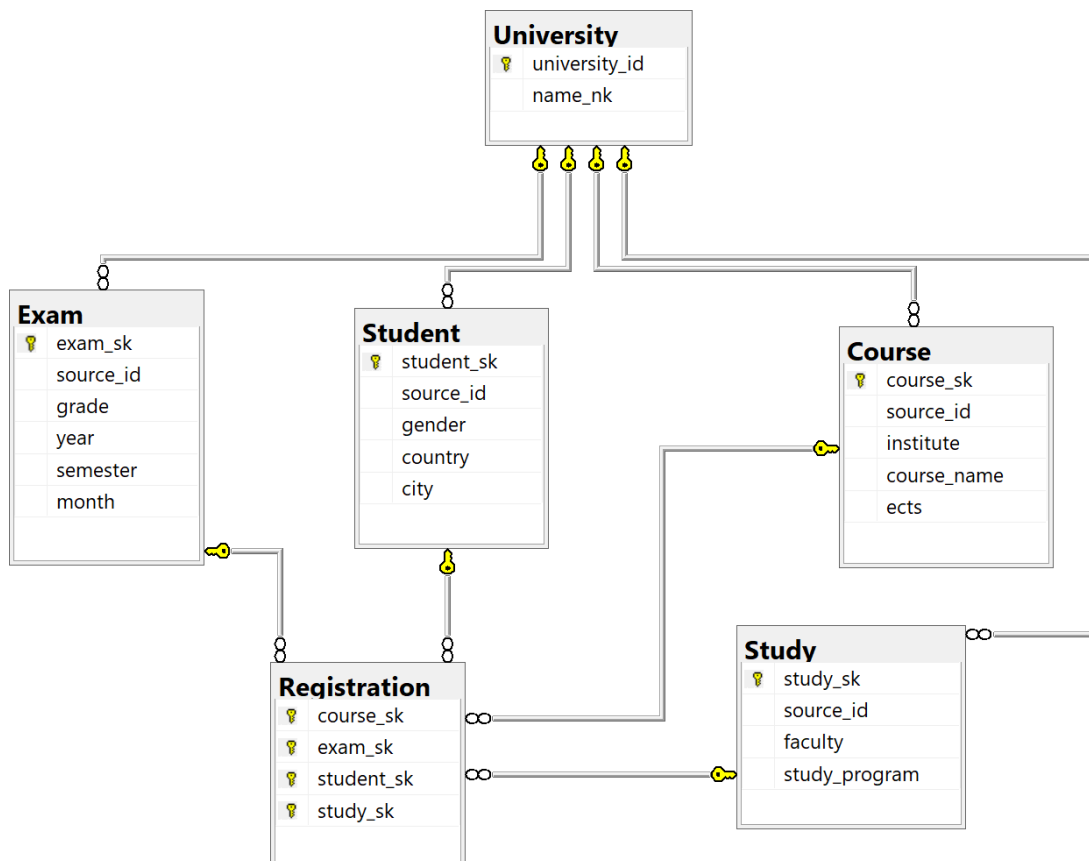 University
university_id
name_nk
Exam
exam_sk
source_id
grade
year
semester
month
Student
student_sk
source_id
gender
country
city
Course
course_sk
source_id
institute
course_name
ects
Registration
course_sk
exam_sk
student_sk
study_sk
Study
study_sk
source_id
faculty
study_program